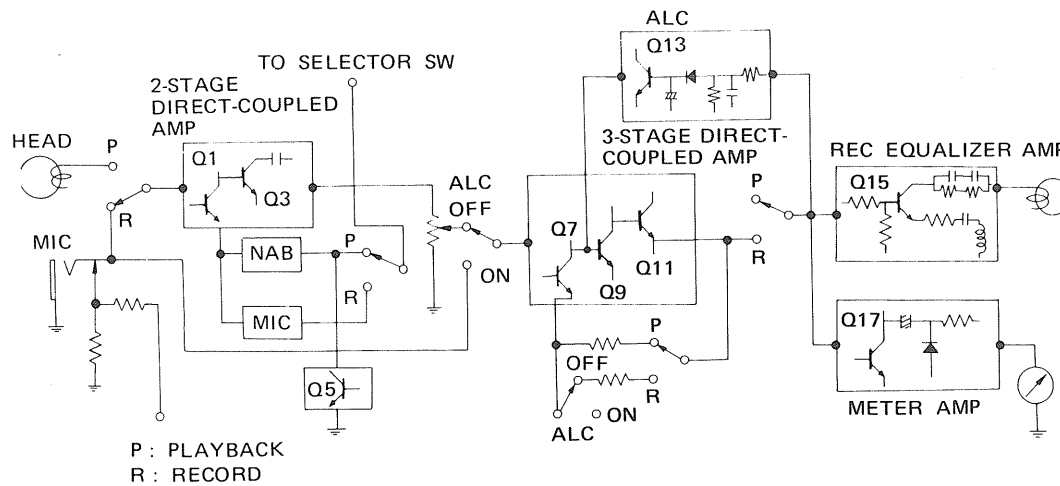 ALC
Q13
TO SELECTOR SW
2-STAGE
DIRECT-COUPLED
AMP
HEAD
P
Q1
Q3
R
MIC
NAB
MIC
P
R
Q5
ALC
OFF
ON
3-STAGE DIRECT-
COUPLED AMP
Q7
Q9
Q11
P
R
P
OFF
R
ON
ALC
REC EQUALIZER AMP
Q15
Q17
METER AMP
P : PLAYBACK
R : RECORD